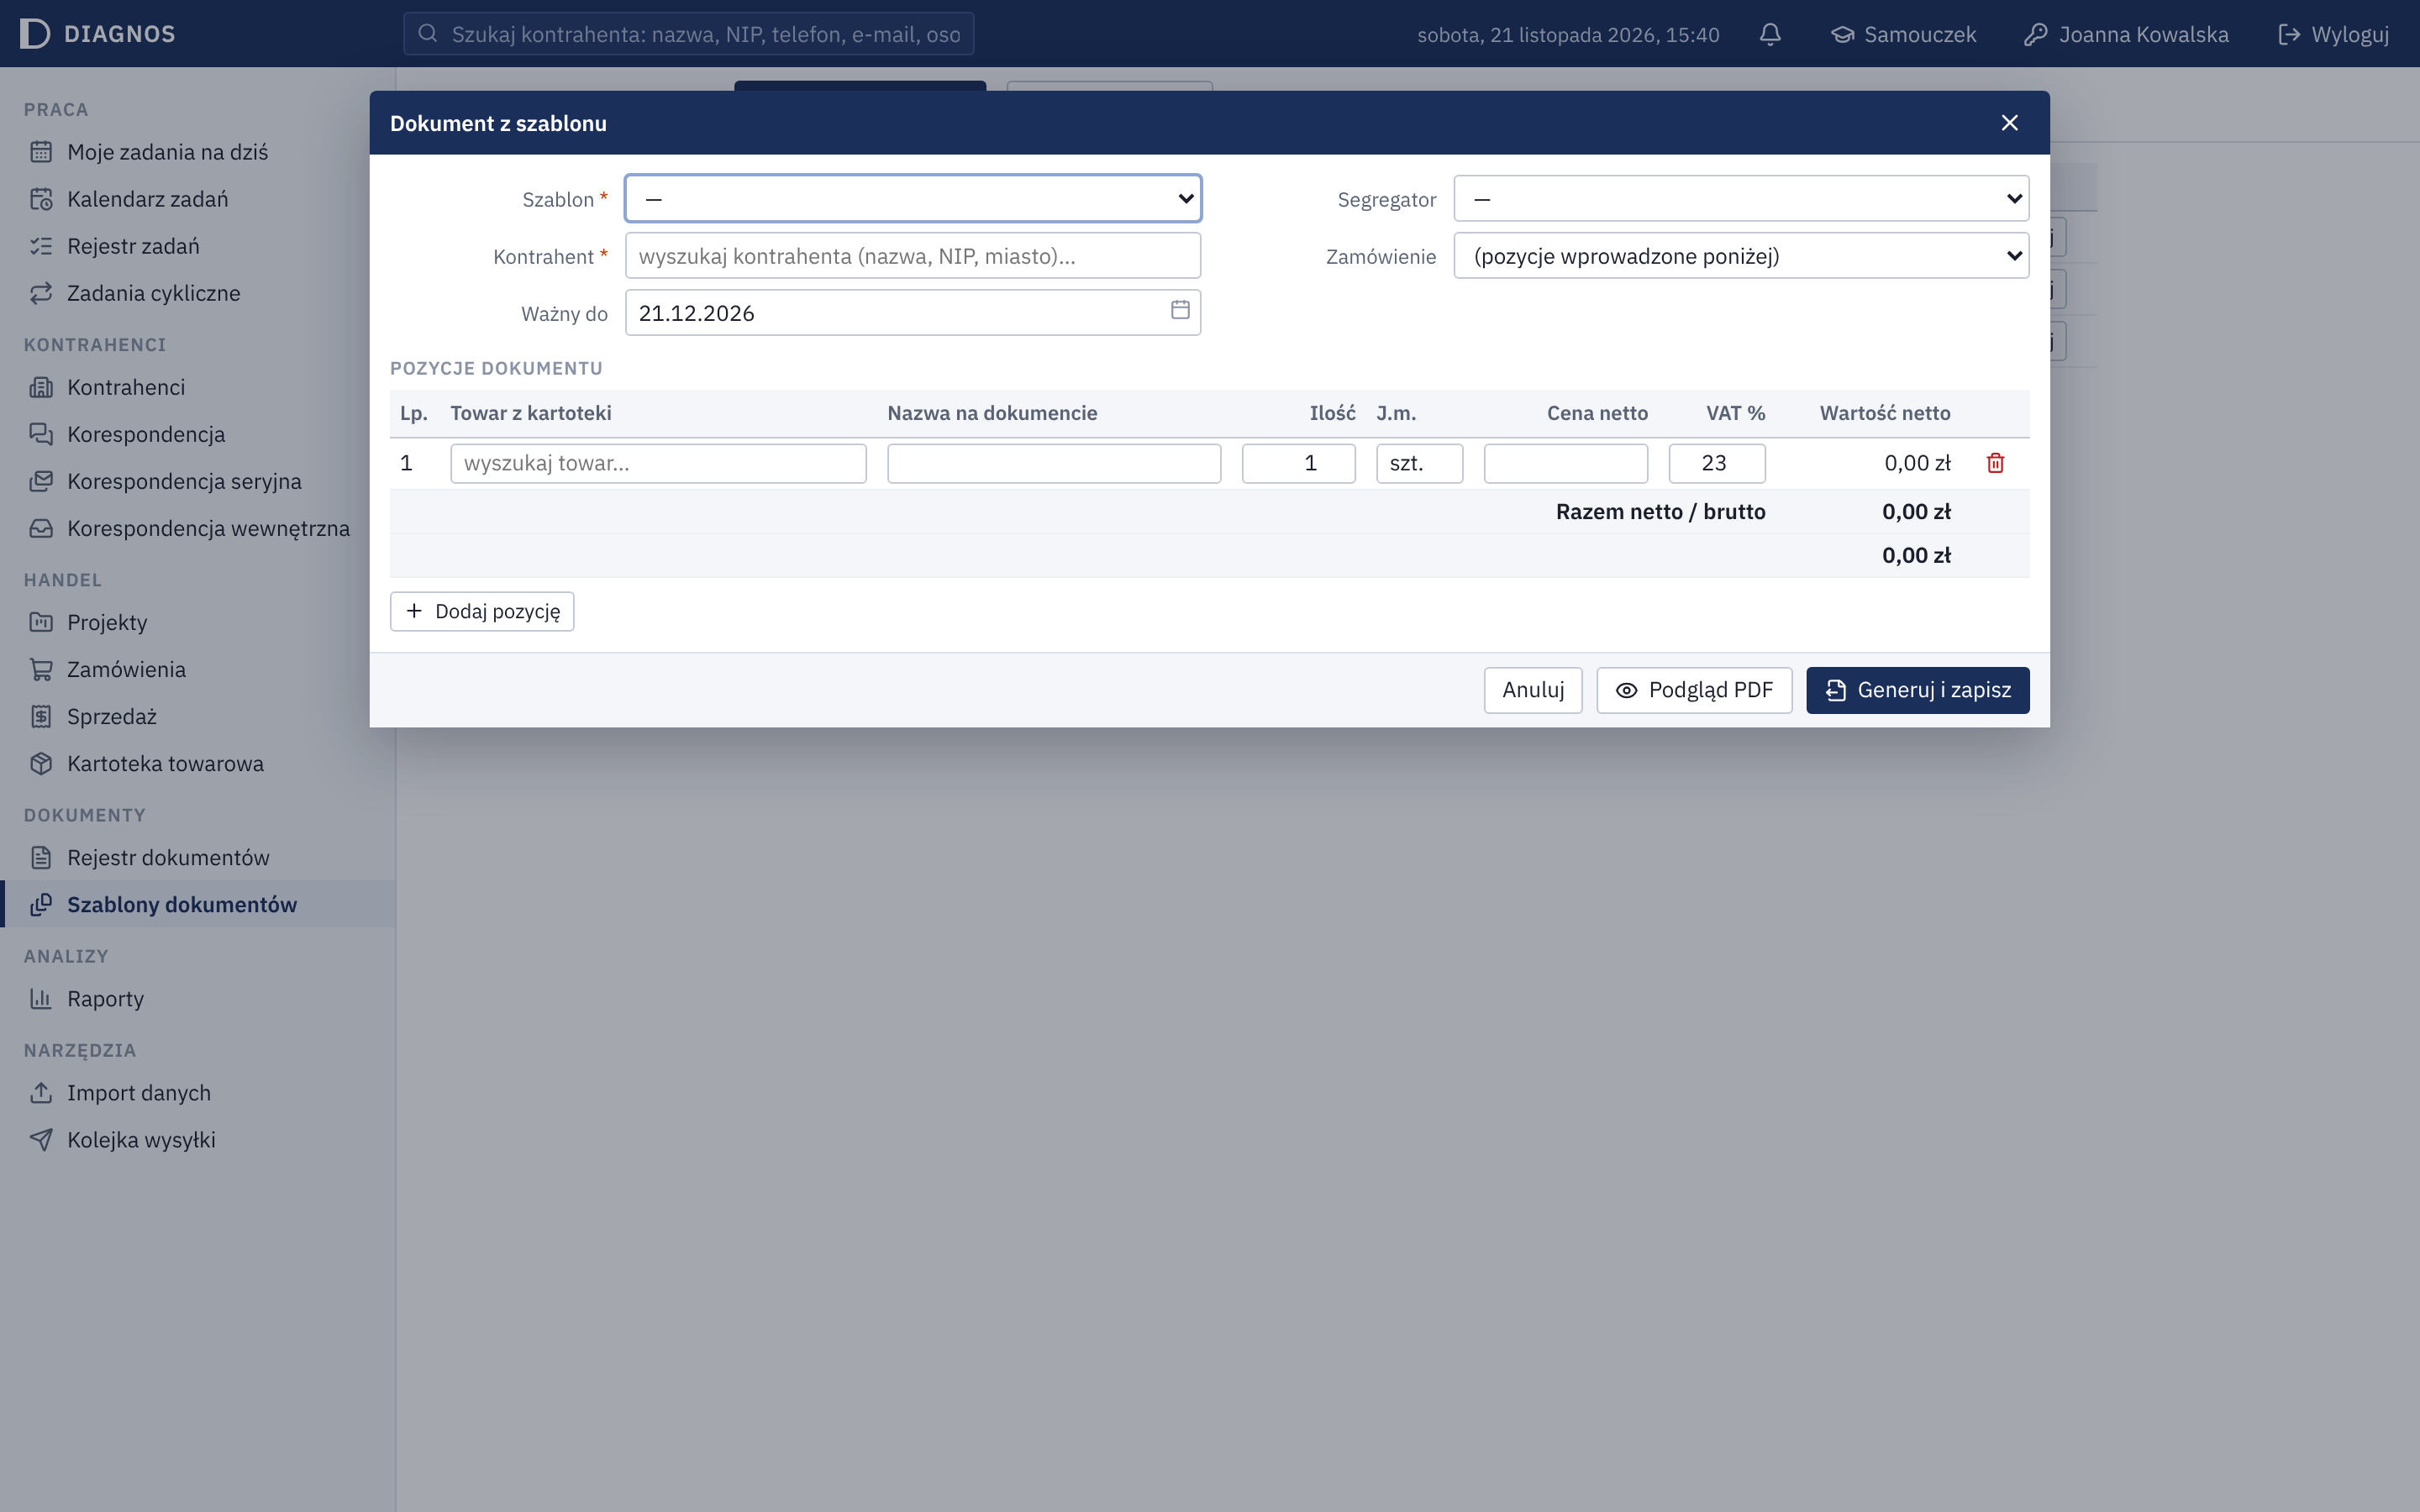 DIAGNOS
Szukaj kontrahenta: nazwa, NIP, telefon, e-mail, oso
sobota, 21 listopada 2026, 15:40
Samouczek
Joanna Kowalska
Wyloguj
PRACA
Moje zadania na dziś
Kalendarz zadań
Rejestr zadań
Zadania cykliczne
KONTRAHENCI
Kontrahenci
Korespondencja
Korespondencja seryjna
Korespondencja wewnętrzna
HANDEL
Projekty
Zamówienia
Sprzedaż
Kartoteka towarowa
DOKUMENTY
Rejestr dokumentów
Szablony dokumentów
ANALIZY
Raporty
NARZĘDZIA
Import danych
Kolejka wysyłki
Dokument z szablonu
Szablon * —
Segregator —
Kontrahent * wyszukaj kontrahenta (nazwa, NIP, miasto)...
Zamówienie (pozycje wprowadzone poniżej)
Ważny do 21.12.2026
POZYCJE DOKUMENTU
Lp. Towar z kartoteki Nazwa na dokumencie Ilość J.m. Cena netto VAT % Wartość netto
1 wyszukaj towar... 1 szt. 23 0,00 zł
Razem netto / brutto 0,00 zł
0,00 zł
Dodaj pozycję
Anuluj
Podgląd PDF
Generuj i zapisz